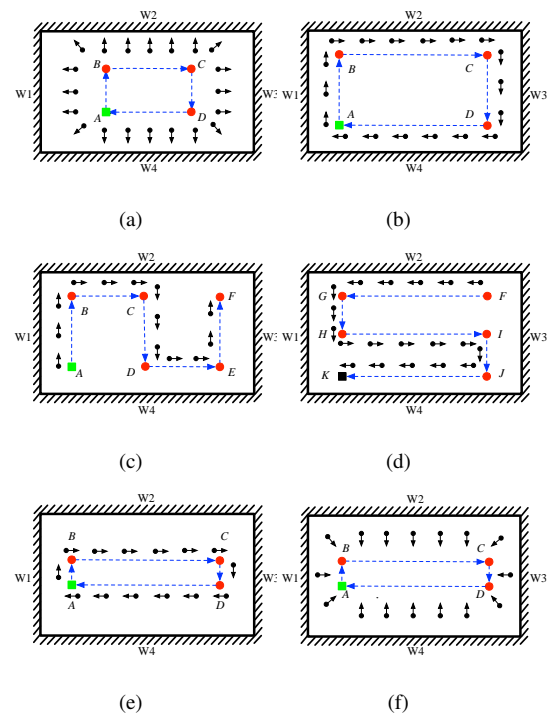 W2
B C
W1 A D W3
W4
(a)
W2
B C
W1 A D W3
W4
(b)
W2
B C F
W1 A D E W3
W4
(c)
W2
G F
W1 H I W3
K J
W4
(d)
W2
B C
W1 A D W3
W4
(e)
W2
B C
W1 A D W3
W4
(f)